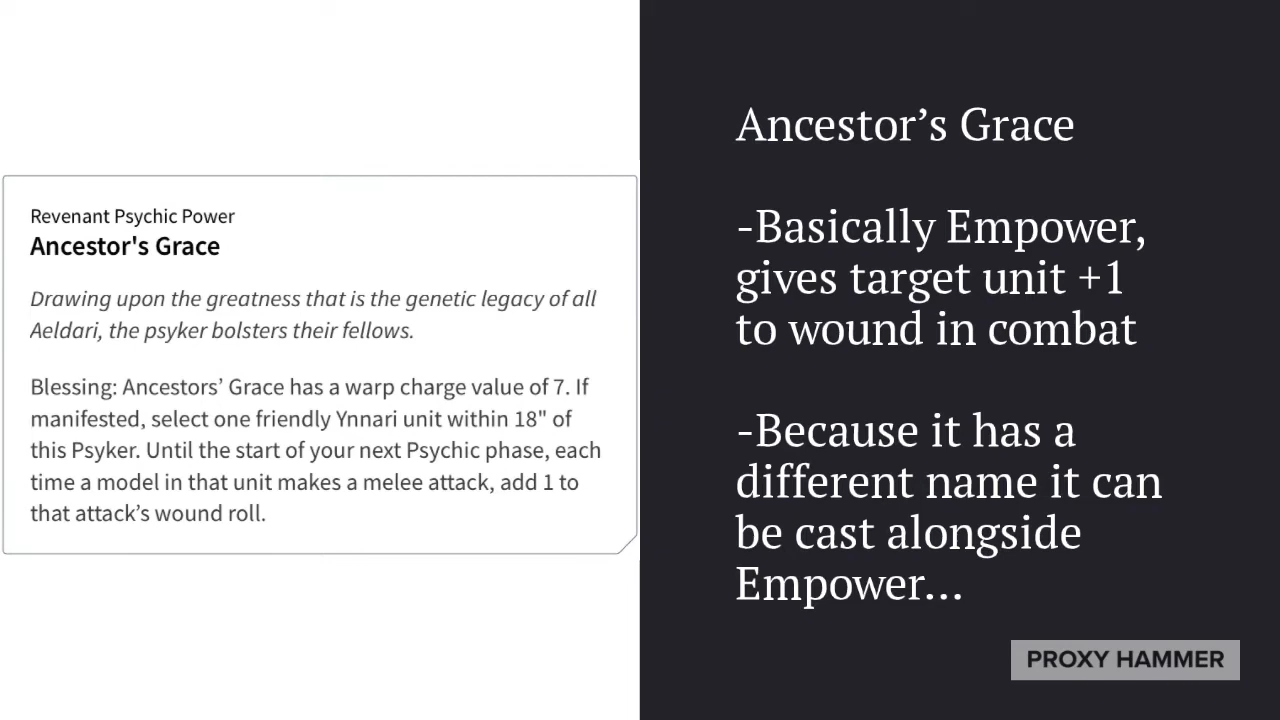 Revenant Psychic Power
Ancestor's Grace
Drawing upon the greatness that is the genetic legacy of all
Aeldari, the psyker bolsters their fellows.
Blessing: Ancestors’ Grace has a warp charge value of 7. If
manifested, select one friendly Ynnari unit within 18" of
this Psyker. Until the start of your next Psychic phase, each
time a model in that unit makes a melee attack, add 1 to
that attack’s wound roll.
Ancestor’s Grace
-Basically Empower,
gives target unit +1
to wound in combat
-Because it has a
different name it can
be cast alongside
Empower...
PROXY HAMMER